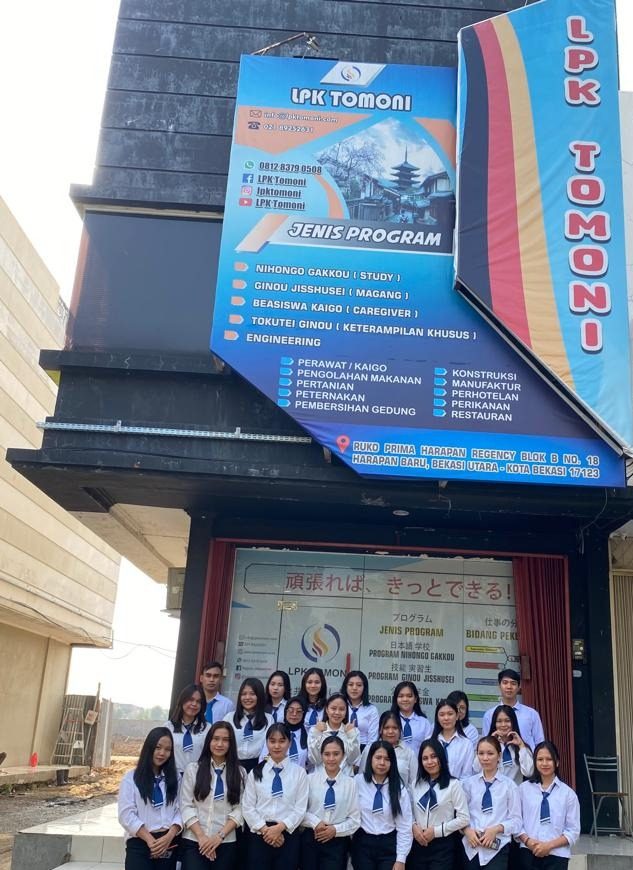 LPK TOMONI
info@lpktomoni.com
021 89252631
0812 8379 0508
LPK Tomoni
lpktomoni
LPK Tomoni
JENIS PROGRAM
NIHONGO GAKKOU ( STUDY )
GINOU JISSHUSEI ( MAGANG )
BEASISWA KAIGO ( CAREGIVER )
TOKUTEI GINOU ( KETERAMPILAN KHUSUS )
ENGINEERING
PERAWAT / KAIGO
PENGOLAHAN MAKANAN
PERTANIAN
PETERNAKAN
PEMBERSIHAN GEDUNG
KONSTRUKSI
MANUFAKTUR
PERHOTELAN
PERIKANAN
RESTAURAN
RUKO PRIMA HARAPAN REGENCY BLOK B NO. 18
HARAPAN BARU, BEKASI UTARA - KOTA BEKASI 17123
LPK TOMONI
頑張れば、きっとできる!
LPK TOMONI
プログラム
JENIS PROGRAM
日本語 学校
PROGRAM NIHONGO GAKKOU
技能 実習生
PROGRAM GINOU JISSHUSEI
仕事の分
BIDANG PEKE